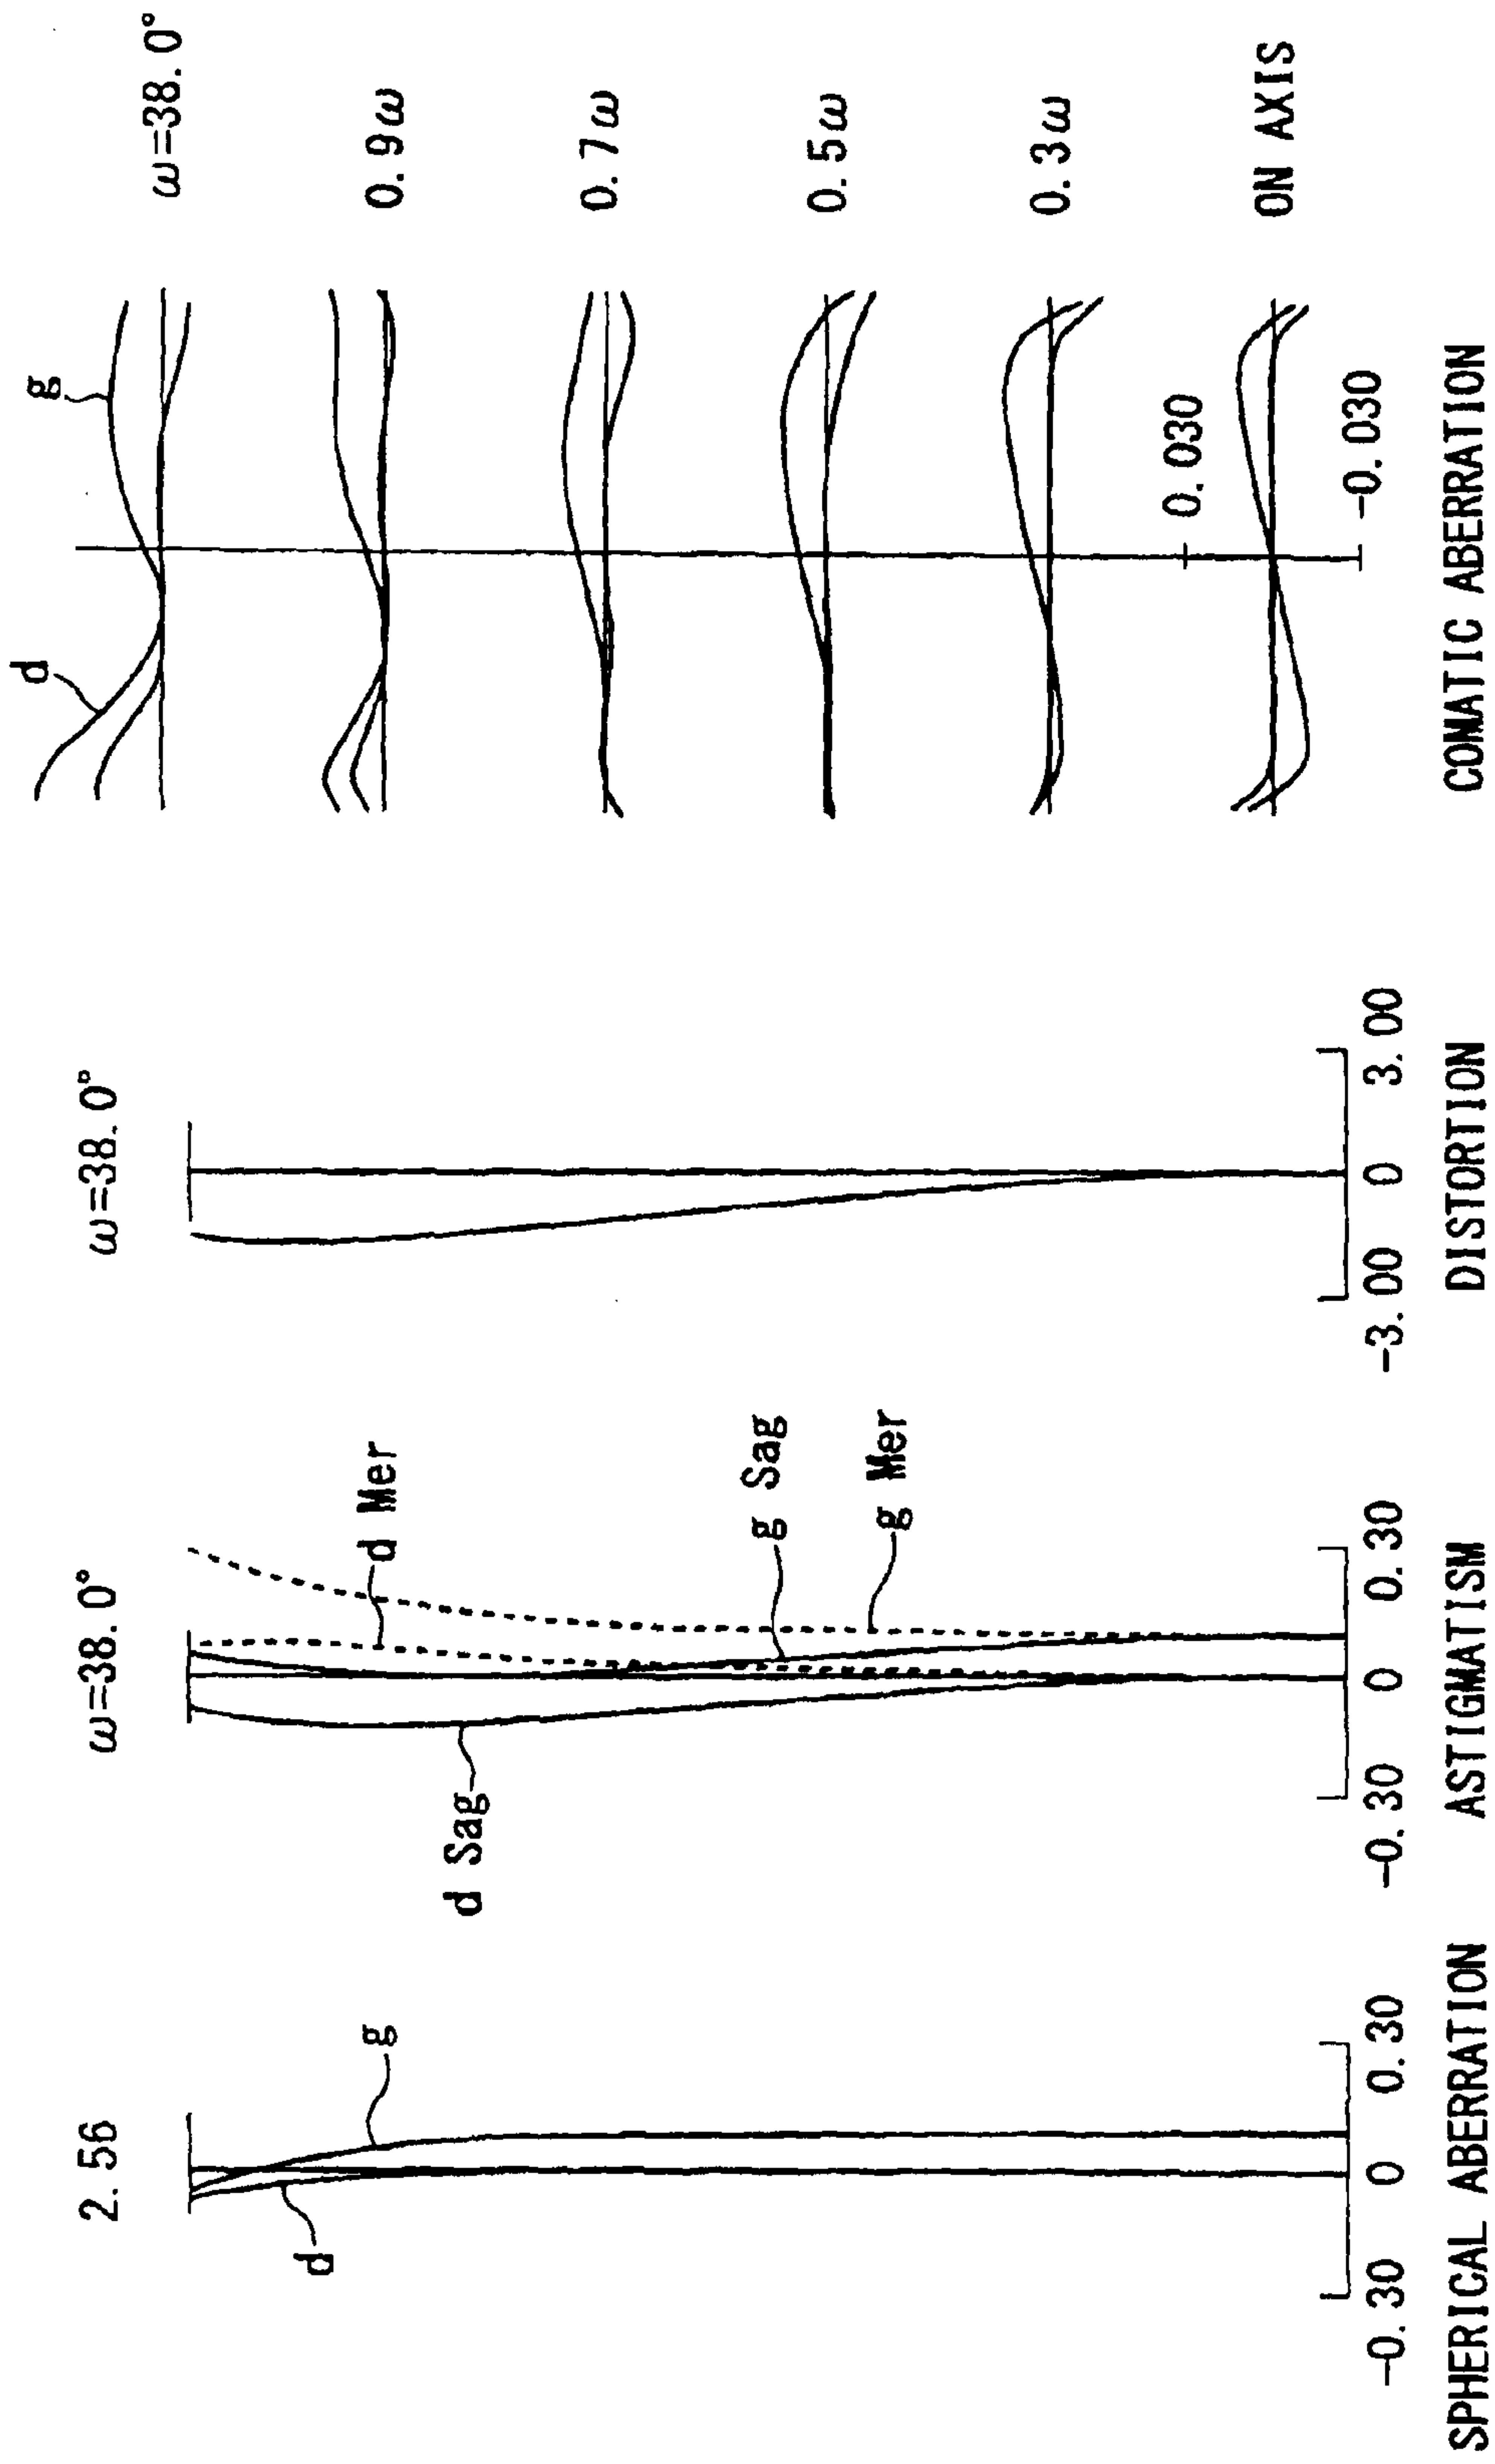 2. 56
g
d
-0. 30
0
0. 30
SPHERICAL ABERRATION
ω=38. 0°
d Mer
g Sag
g Mer
d Sag
-0. 30
0
0. 30
ASTIGMATISM
ω=38. 0°
-3. 00
0
3. 00
DISTORTION
d
g
ω=38. 0°
0. 9ω
0. 7ω
0. 5ω
0. 3ω
ON AXIS
0. 030
-0. 030
COMATIC ABERRATION